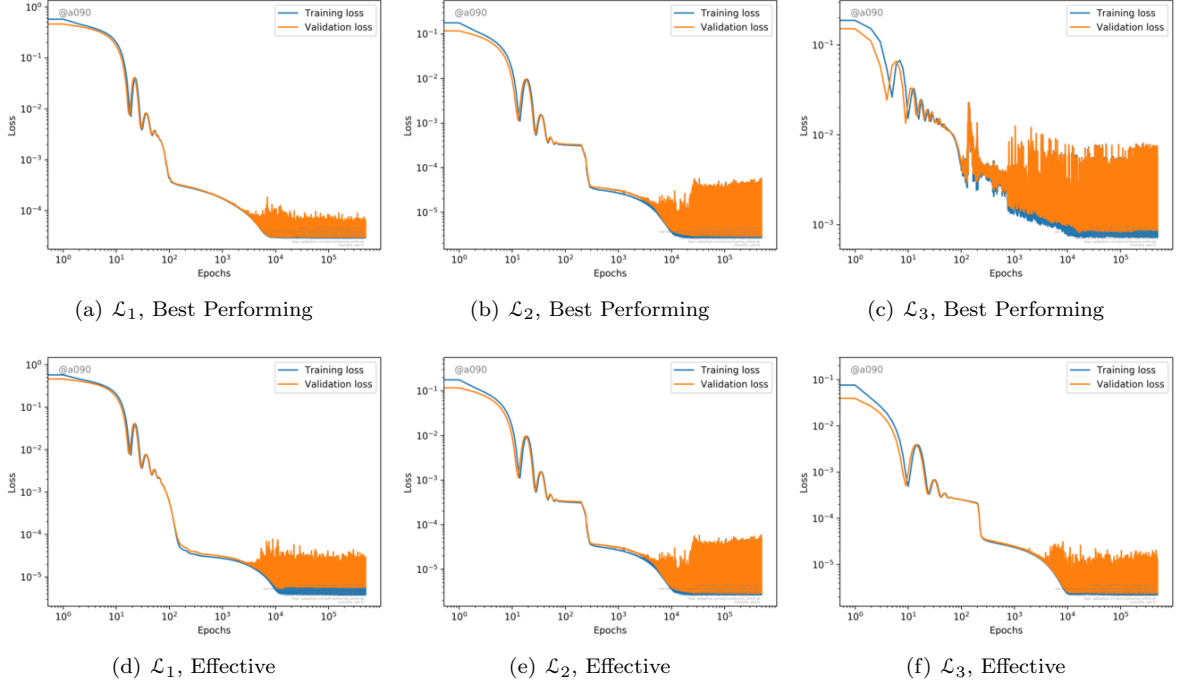 @a090
Training loss
Validation loss
10⁰
10⁻¹
10⁻²
10⁻³
10⁻⁴
Loss
10⁰ 10¹ 10² 10³ 10⁴ 10⁵
Epochs
(a) ℒ₁, Best Performing
@a090
Training loss
Validation loss
10⁻¹
10⁻²
10⁻³
10⁻⁴
10⁻⁵
Loss
10⁰ 10¹ 10² 10³ 10⁴ 10⁵
Epochs
(b) ℒ₂, Best Performing
@a090
Training loss
Validation loss
10⁻¹
10⁻²
10⁻³
Loss
10⁰ 10¹ 10² 10³ 10⁴ 10⁵
Epochs
(c) ℒ₃, Best Performing
@a090
Training loss
Validation loss
10⁰
10⁻¹
10⁻²
10⁻³
10⁻⁴
10⁻⁵
Loss
10⁰ 10¹ 10² 10³ 10⁴ 10⁵
Epochs
(d) ℒ₁, Effective
@a090
Training loss
Validation loss
10⁻¹
10⁻²
10⁻³
10⁻⁴
10⁻⁵
Loss
10⁰ 10¹ 10² 10³ 10⁴ 10⁵
Epochs
(e) ℒ₂, Effective
@a090
Training loss
Validation loss
10⁻¹
10⁻²
10⁻³
10⁻⁴
10⁻⁵
Loss
10⁰ 10¹ 10² 10³ 10⁴ 10⁵
Epochs
(f) ℒ₃, Effective